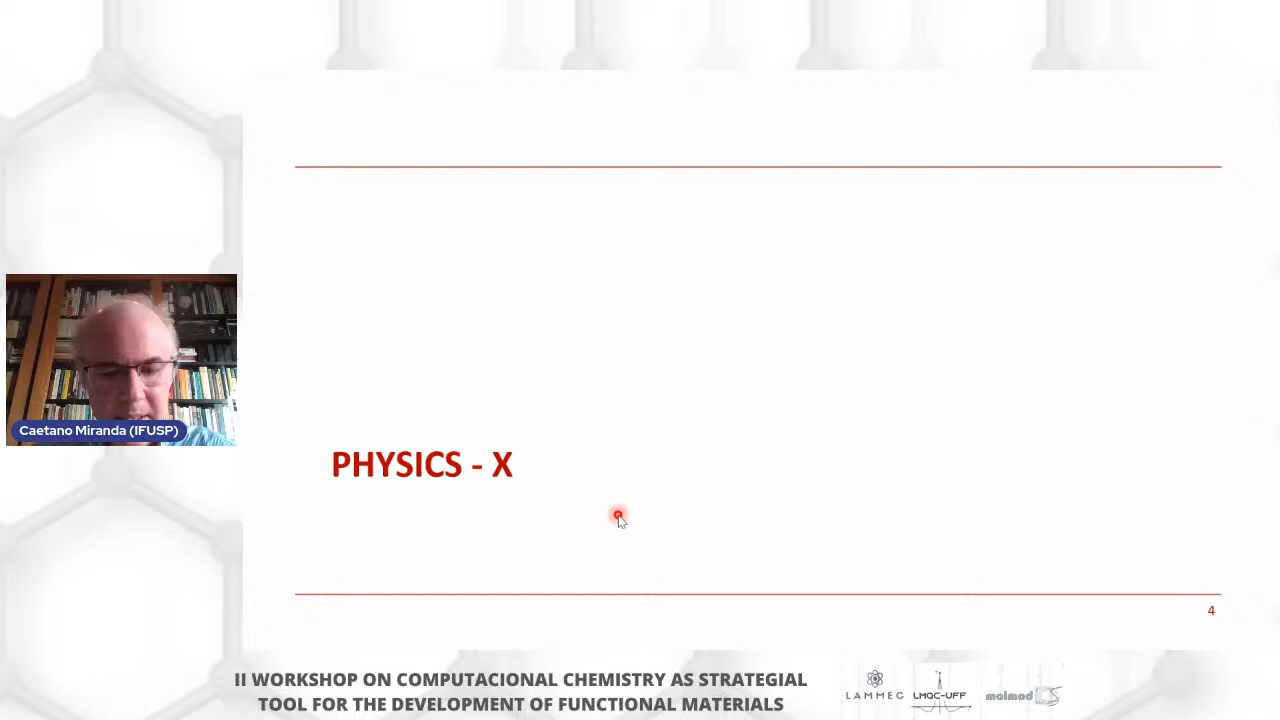 Caetano Miranda (IFUSP)
PHYSICS - X
4
II WORKSHOP ON COMPUTACIONAL CHEMISTRY AS STRATEGIAL
TOOL FOR THE DEVELOPMENT OF FUNCTIONAL MATERIALS
LAMMEC
LMQC-UFF
molmod CS